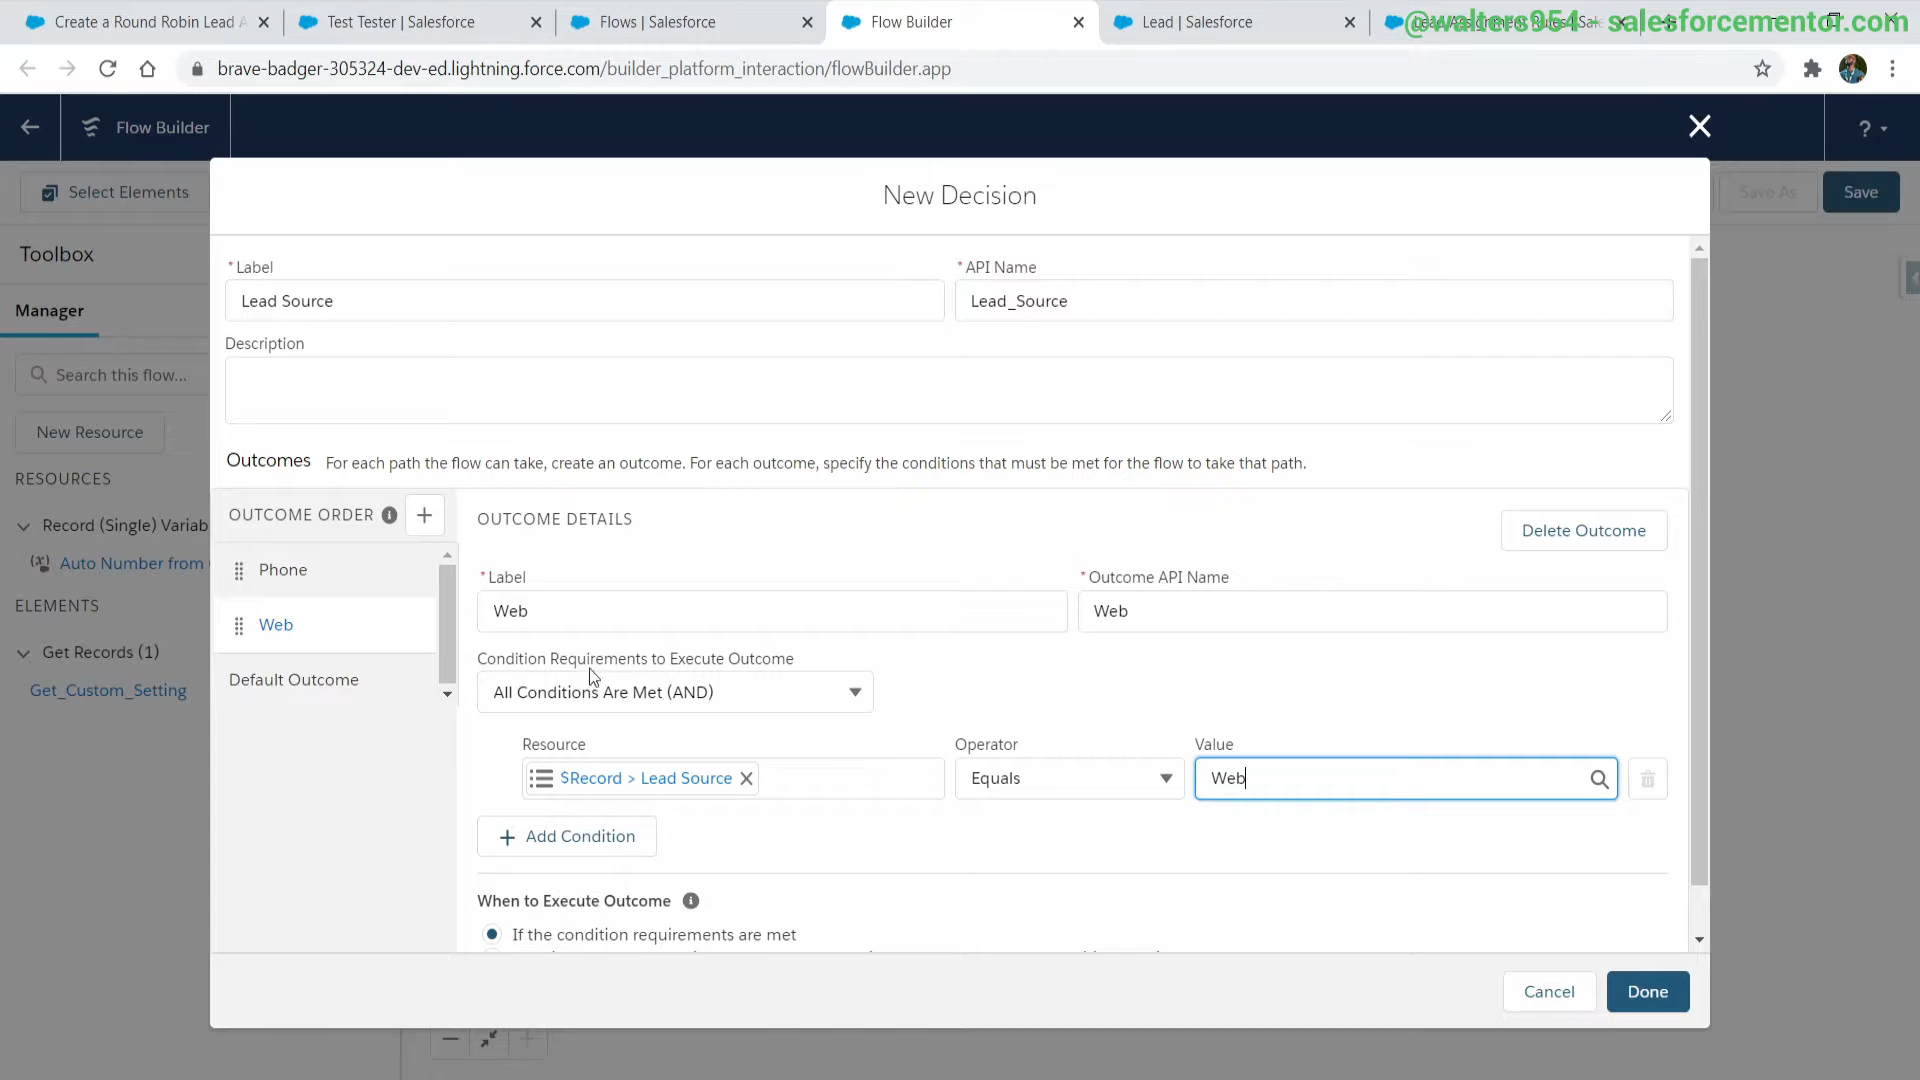 Create a Round Robin Lead A
Test Tester | Salesforce
Flows | Salesforce
Flow Builder
Lead | Salesforce
@walters954 - salesforcementor.com
brave-badger-305324-dev-ed.lightning.force.com/builder_platform_interaction/flowBuilder.app
Flow Builder
?
Select Elements
New Decision
Save As
Save
Toolbox
*Label
*API Name
Lead Source
Lead_Source
Manager
Description
Search this flow...
New Resource
Outcomes For each path the flow can take, create an outcome. For each outcome, specify the conditions that must be met for the flow to take that path.
RESOURCES
OUTCOME ORDER
OUTCOME DETAILS
Delete Outcome
Record (Single) Variab
Auto Number from
Phone
*Label
*Outcome API Name
ELEMENTS
Web
Web
Web
Get Records (1)
Condition Requirements to Execute Outcome
Default Outcome
All Conditions Are Met (AND)
Get_Custom_Setting
Resource
Operator
Value
$Record > Lead Source
Equals
Web
+ Add Condition
When to Execute Outcome
If the condition requirements are met
Cancel
Done